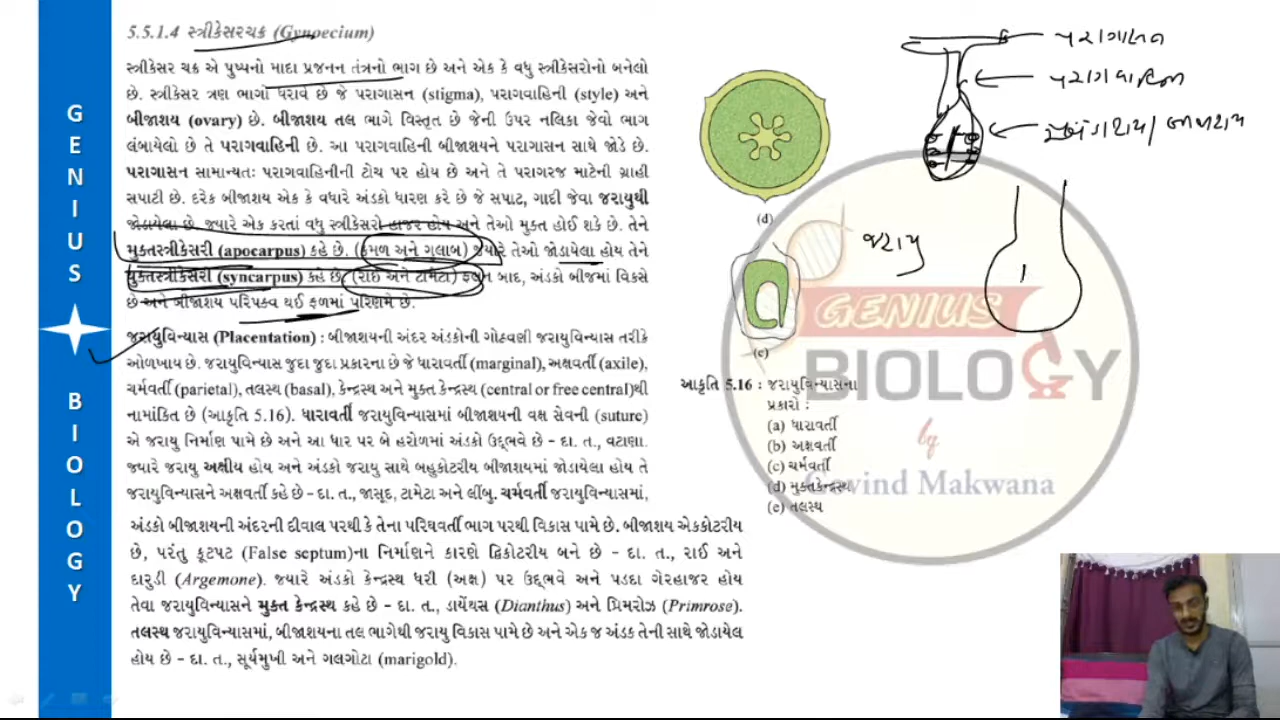 GENIUS BIOLOGY
5.5.1.4 સ્ત્રીકેસરચક્ર (Gynoecium)
સ્ત્રીકેસર ચક્ર એ પુષ્પનો માદા પ્રજનન તંત્રનો ભાગ છે અને એક કે વધુ સ્ત્રીકેસરોનો બનેલો
છે. સ્ત્રીકેસર ત્રણ ભાગો ધરાવે છે જે પરાગાસન (stigma), પરાગવાહિની (style) અને
બીજાશય (ovary) છે. બીજાશય તલ ભાગે વિસ્તૃત છે જેની ઉપર નલિકા જેવો ભાગ
લંબાયેલો છે તે પરાગવાહિની છે. આ પરાગવાહિની બીજાશયને પરાગાસન સાથે જોડે છે.
પરાગાસન સામાન્યતઃ પરાગવાહિનીની ટોચ પર હોય છે અને તે પરાગરજ માટેની ગ્રાહી
સપાટી છે. દરેક બીજાશય એક કે વધારે અંડકો ધારણ કરે છે જે સપાટ, ગાદી જેવા જરાયુથી
જોડાયેલા છે. જ્યારે એક કરતાં વધુ સ્ત્રીકેસરો હાજર હોય અને તેઓ મુક્ત હોઈ શકે છે. તેને
મુક્તસ્ત્રીકેસરી (apocarpus) કહે છે. (કમળ અને ગુલાબ) જ્યારે તેઓ જોડાયેલા હોય તેને
યુક્તસ્ત્રીકેસરી (syncarpus) કહે છે. (રાઈ અને ટામેટા) ફલન બાદ, અંડકો બીજમાં વિકસે
છે અને બીજાશય પરિપક્વ થઈ ફળમાં પરિણમે છે.
જરાયુવિન્યાસ (Placentation) : બીજાશયની અંદર અંડકોની ગોઠવણી જરાયુવિન્યાસ તરીકે
ઓળખાય છે. જરાયુવિન્યાસ જુદા જુદા પ્રકારના છે જે ધારાવર્તી (marginal), અક્ષવર્તી (axile),
ચર્મવર્તી (parietal), તલસ્થ (basal), કેન્દ્રસ્થ અને મુક્ત કેન્દ્રસ્થ (central or free central)થી
નામાંકિત છે (આકૃતિ 5.16). ધારાવર્તી જરાયુવિન્યાસમાં બીજાશયની વક્ષ સેવની (suture)
એ જરાયુ નિર્માણ પામે છે અને આ ધાર પર બે હરોળમાં અંડકો ઉદ્ભવે છે – દા. ત., વટાણા.
જ્યારે જરાયુ અક્ષીય હોય અને અંડકો જરાયુ સાથે બહુકોટરીય બીજાશયમાં જોડાયેલા હોય તે
જરાયુવિન્યાસને અક્ષવર્તી કહે છે – દા. ત., જાસૂદ, ટામેટા અને લીંબુ. ચર્મવર્તી જરાયુવિન્યાસમાં,
અંડકો બીજાશયની અંદરની દીવાલ પરથી કે તેના પરિઘવર્તી ભાગ પરથી વિકાસ પામે છે. બીજાશય એકકોટરીય
છે, પરંતુ કૂટપટ (False septum)ના નિર્માણને કારણે દ્વિકોટરીય બને છે – દા. ત., રાઈ અને
દારુડી (Argemone). જ્યારે અંડકો કેન્દ્રસ્થ ધરી (અક્ષ) પર ઉદ્ભવે અને પડદા ગેરહાજર હોય
તેવા જરાયુવિન્યાસને મુક્ત કેન્દ્રસ્થ કહે છે – દા. ત., ડાયેંથસ (Dianthus) અને પ્રિમરોઝ (Primrose).
તલસ્થ જરાયુવિન્યાસમાં, બીજાશયના તલ ભાગેથી જરાયુ વિકાસ પામે છે અને એક જ અંડક તેની સાથે જોડાયેલ
હોય છે – દા. ત., સૂર્યમુખી અને ગલગોટા (marigold).
પરાગાસન
પરાગવાહિની
(d)
જરાયુ
(e)
GENIUS
BIOLOGY
by
Govind Makwana
આકૃતિ 5.16 : જરાયુવિન્યાસના
પ્રકારો :
(a) ધારાવર્તી
(b) અક્ષવર્તી
(c) ચર્મવર્તી
(d) મુક્તકેન્દ્રસ્થ
(e) તલસ્થ